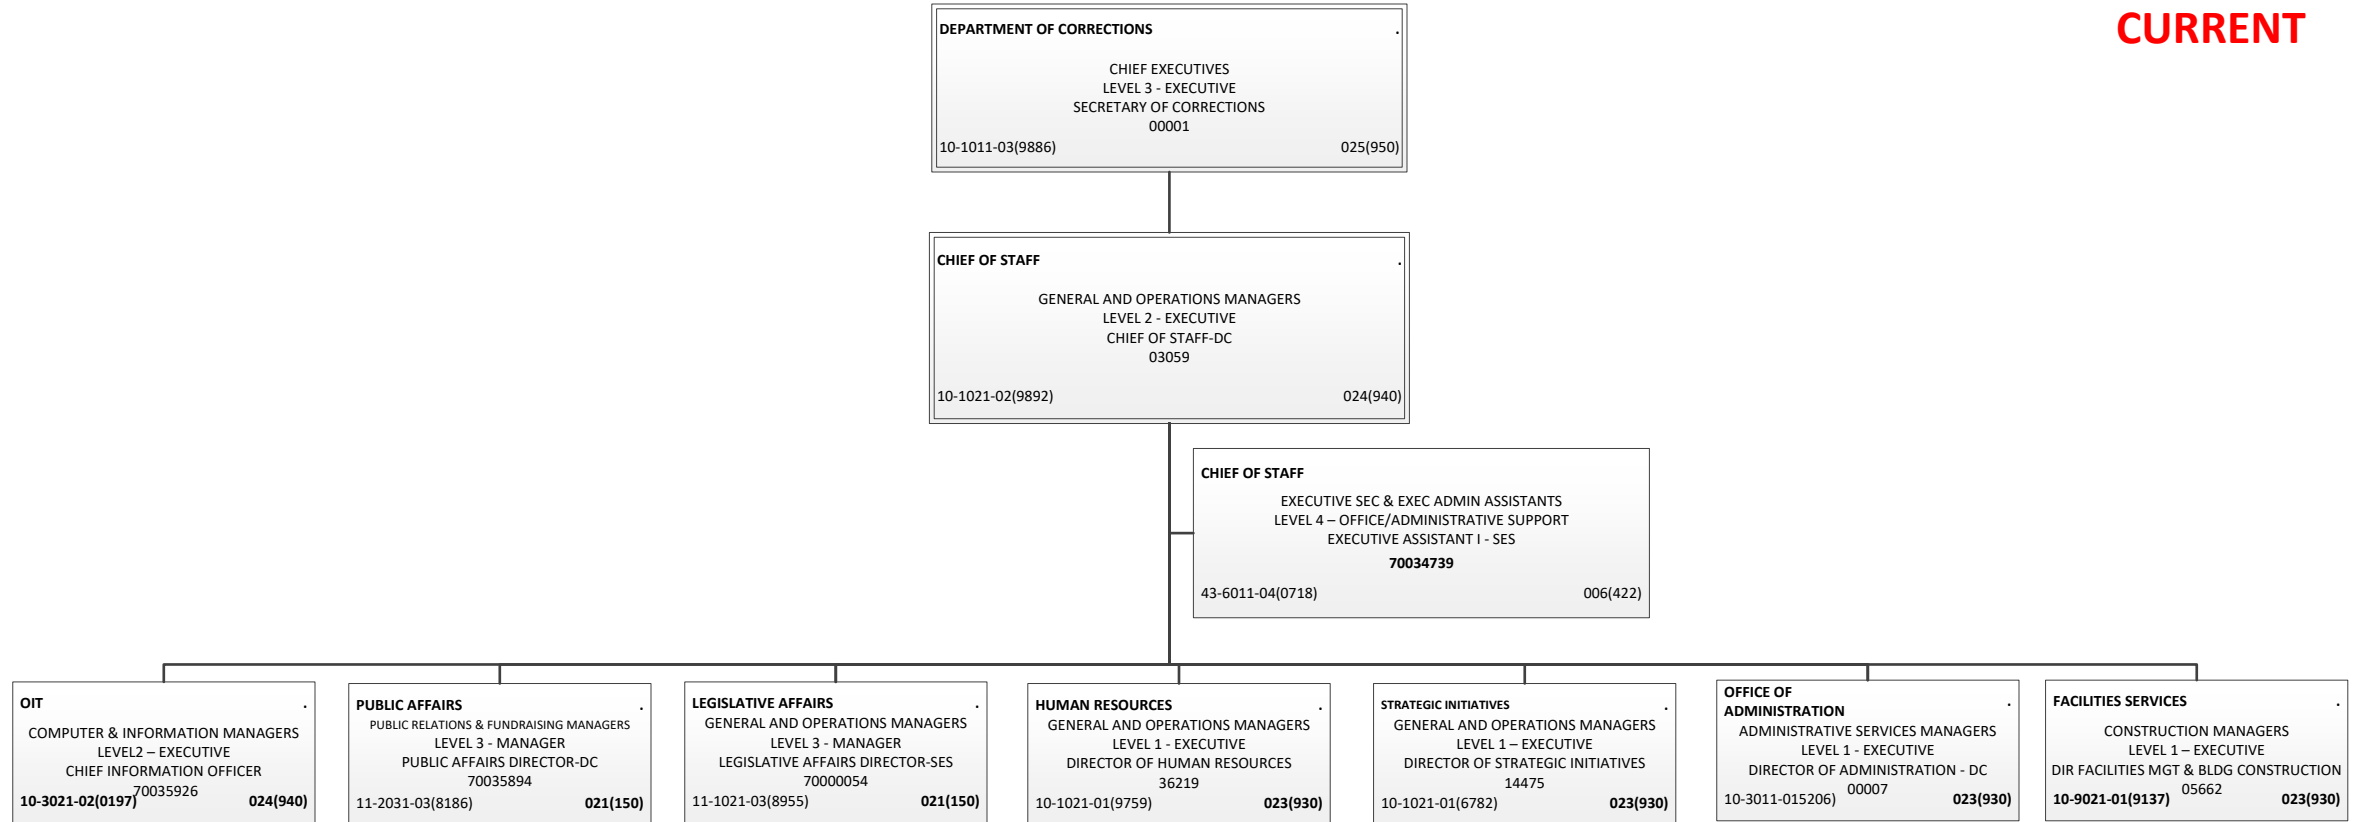 CURRENT
DEPARTMENT OF CORRECTIONS .
CHIEF EXECUTIVES
LEVEL 3 - EXECUTIVE
SECRETARY OF CORRECTIONS
00001
10-1011-03(9886) 025(950)
CHIEF OF STAFF .
GENERAL AND OPERATIONS MANAGERS
LEVEL 2 - EXECUTIVE
CHIEF OF STAFF-DC
03059
10-1021-02(9892) 024(940)
CHIEF OF STAFF
EXECUTIVE SEC & EXEC ADMIN ASSISTANTS
LEVEL 4 – OFFICE/ADMINISTRATIVE SUPPORT
EXECUTIVE ASSISTANT I - SES
70034739
43-6011-04(0718) 006(422)
OIT .
COMPUTER & INFORMATION MANAGERS
LEVEL2 – EXECUTIVE
CHIEF INFORMATION OFFICER
70035926
10-3021-02(0197) 024(940)
PUBLIC AFFAIRS .
PUBLIC RELATIONS & FUNDRAISING MANAGERS
LEVEL 3 - MANAGER
PUBLIC AFFAIRS DIRECTOR-DC
70035894
11-2031-03(8186) 021(150)
LEGISLATIVE AFFAIRS .
GENERAL AND OPERATIONS MANAGERS
LEVEL 3 - MANAGER
LEGISLATIVE AFFAIRS DIRECTOR-SES
70000054
11-1021-03(8955) 021(150)
HUMAN RESOURCES .
GENERAL AND OPERATIONS MANAGERS
LEVEL 1 - EXECUTIVE
DIRECTOR OF HUMAN RESOURCES
36219
10-1021-01(9759) 023(930)
STRATEGIC INITIATIVES .
GENERAL AND OPERATIONS MANAGERS
LEVEL 1 – EXECUTIVE
DIRECTOR OF STRATEGIC INITIATIVES
14475
10-1021-01(6782) 023(930)
OFFICE OF
ADMINISTRATION .
ADMINISTRATIVE SERVICES MANAGERS
LEVEL 1 - EXECUTIVE
DIRECTOR OF ADMINISTRATION - DC
00007
10-3011-015206) 023(930)
FACILITIES SERVICES .
CONSTRUCTION MANAGERS
LEVEL 1 – EXECUTIVE
DIR FACILITIES MGT & BLDG CONSTRUCTION
05662
10-9021-01(9137) 023(930)